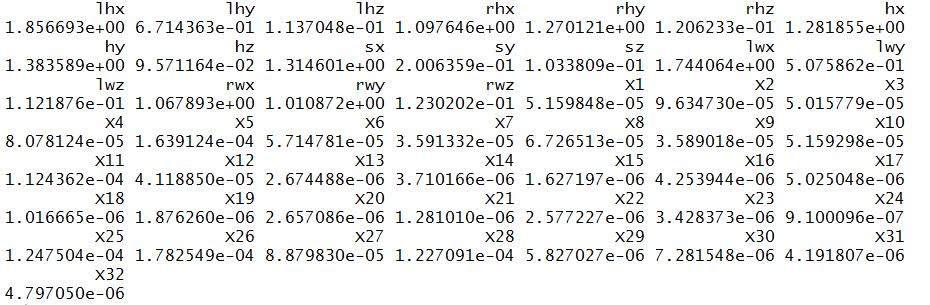 lhx lhy lhz rhx rhy rhz hx
1.856693e+00 6.714363e-01 1.137048e-01 1.097646e+00 1.270121e+00 1.206233e-01 1.281855e+00
hy hz sx sy sz lwx lwy
1.383589e+00 9.571164e-02 1.314601e+00 2.006359e-01 1.033809e-01 1.744064e+00 5.075862e-01
lwz rwx rwy rwz X1 X2 X3
1.121876e-01 1.067893e+00 1.010872e+00 1.230202e-01 5.159848e-05 9.634730e-05 5.015779e-05
X4 X5 X6 X7 X8 X9 X10
8.078124e-05 1.639124e-04 5.714781e-05 3.591332e-05 6.726513e-05 3.589018e-05 5.159298e-05
X11 X12 X13 X14 X15 X16 X17
1.124362e-04 4.118850e-05 2.674488e-06 3.710166e-06 1.627197e-06 4.253944e-06 5.025048e-06
X18 X19 X20 X21 X22 X23 X24
1.016665e-06 1.876260e-06 2.657086e-06 1.281010e-06 2.577227e-06 3.428373e-06 9.100096e-07
X25 X26 X27 X28 X29 X30 X31
1.247504e-04 1.782549e-04 8.879830e-05 1.227091e-04 5.827027e-06 7.281548e-06 4.191807e-06
X32
4.797050e-06